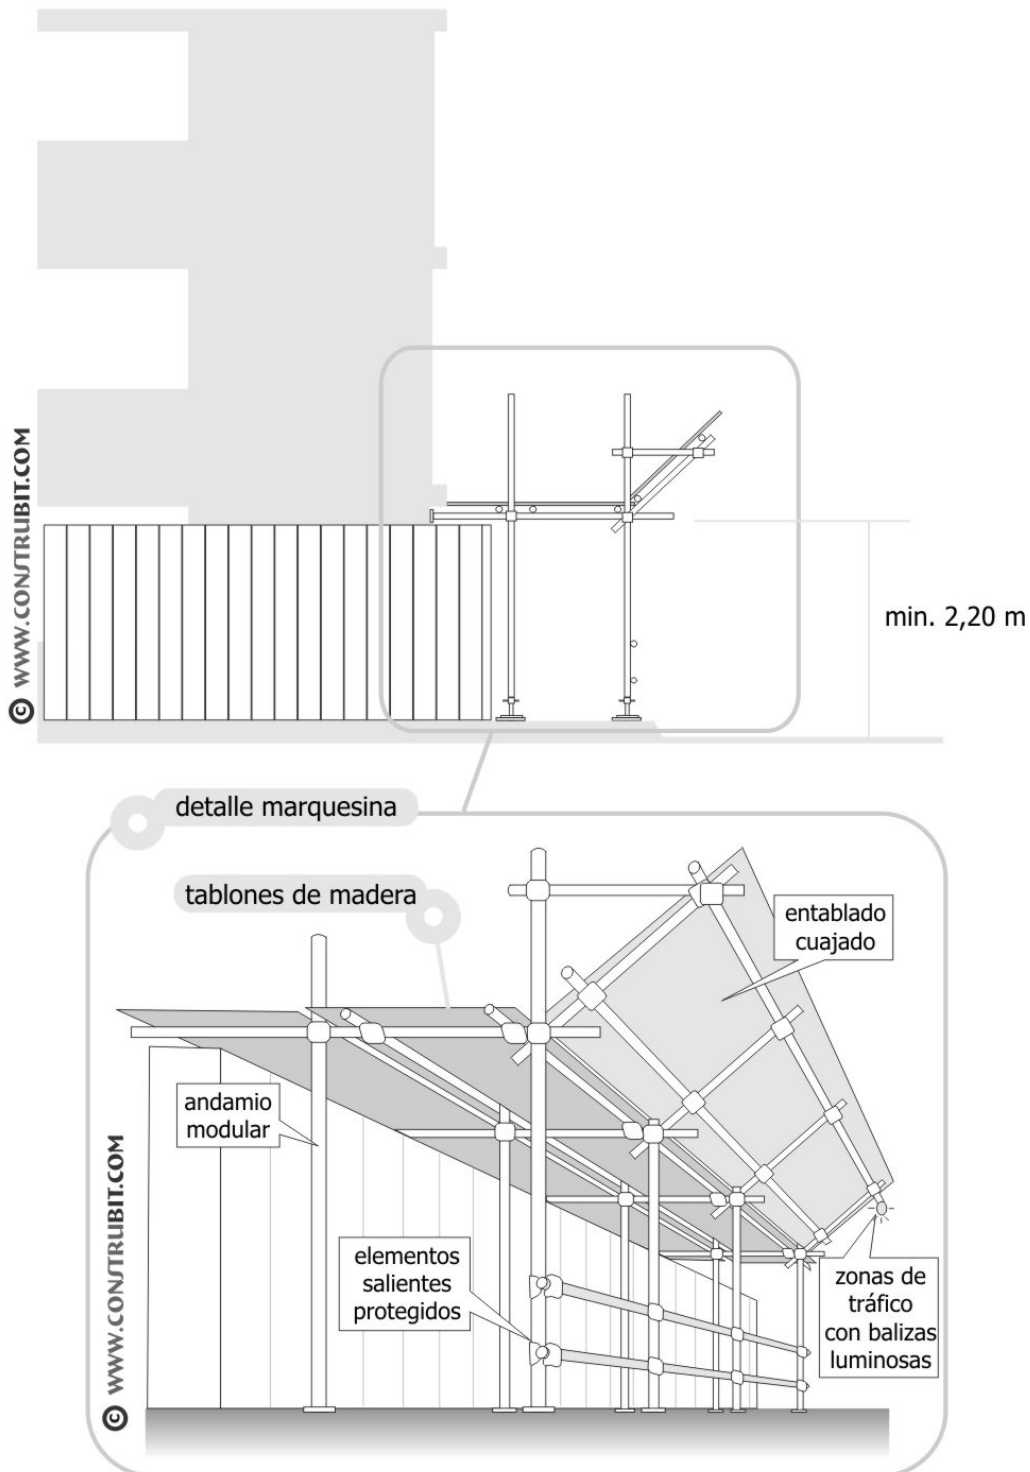 © WWW.CONSTRUBIT.COM
min. 2,20 m
detalle marquesina
tablones de madera
entablado
cuajado
andamio
modular
elementos
salientes
protegidos
zonas de
tráfico
con balizas
luminosas
© WWW.CONSTRUBIT.COM